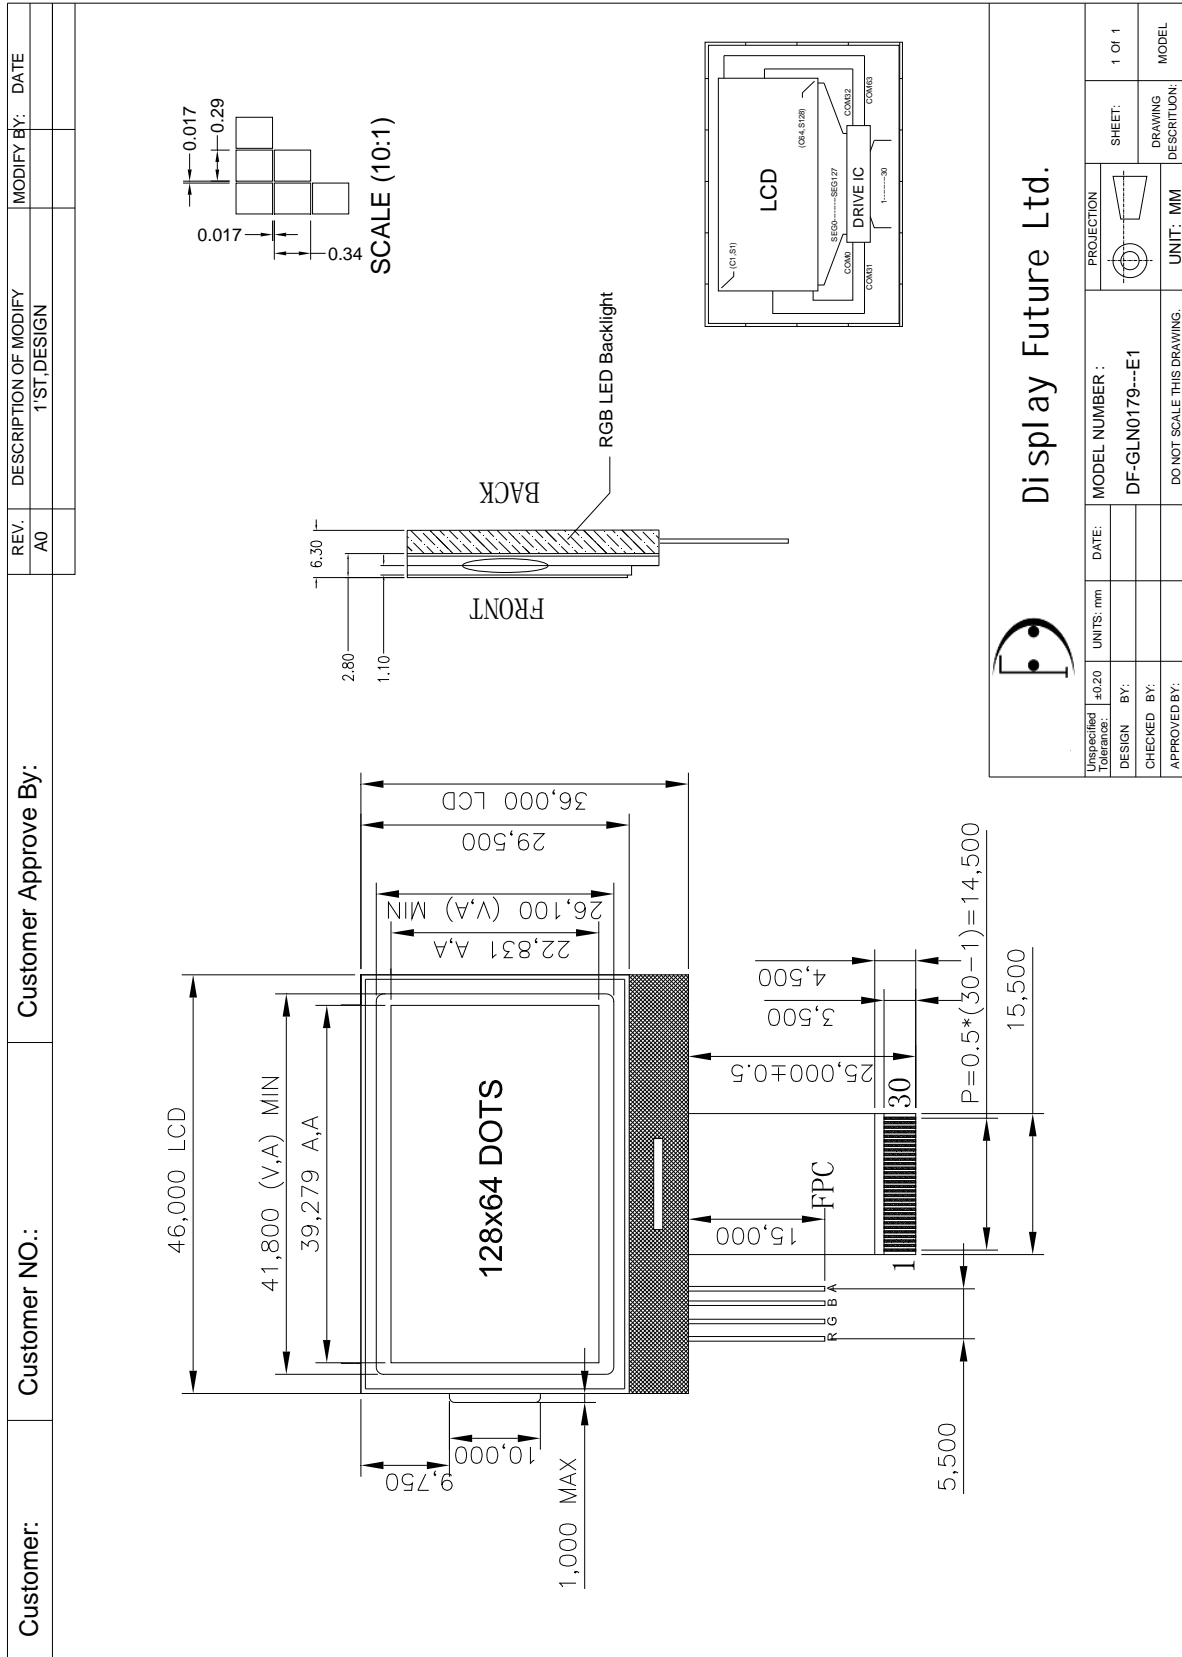 Customer:
Customer NO.:
Customer Approve By:
REV.
DESCRIPTION OF MODIFY
MODIFY BY:
DATE
A0
1'ST,DESIGN
46,000 LCD
41,800 (V,A) MIN
39,279 A,A
128x64 DOTS
36,000 LCD
29,500
26,100 (V,A) MIN
22,831 A,A
9,750
10,000
1,000 MAX
15,000
FPC
R
G
B
A
5,500
1
30
25,000±0.5
3,500
4,500
P=0.5*(30-1)=14,500
15,500
6.30
2.80
1.10
FRONT
BACK
RGB LED Backlight
0.017
0.29
0.017
0.34
SCALE (10:1)
LCD
(C1,S1)
(C64,S128)
SEG0--------SEG127
COM0
COM31
COM32
COM63
DRIVE IC
1--------30
Display Future Ltd.
Unspecified
Tolerance:
±0.20
UNITS: mm
DATE:
DESIGN BY:
CHECKED BY:
APPROVED BY:
MODEL NUMBER :
DF-GLN0179---E1
DO NOT SCALE THIS DRAWING.
PROJECTION
UNIT: MM
SHEET:
1 Of 1
DRAWING
DESCRITUON:
MODEL